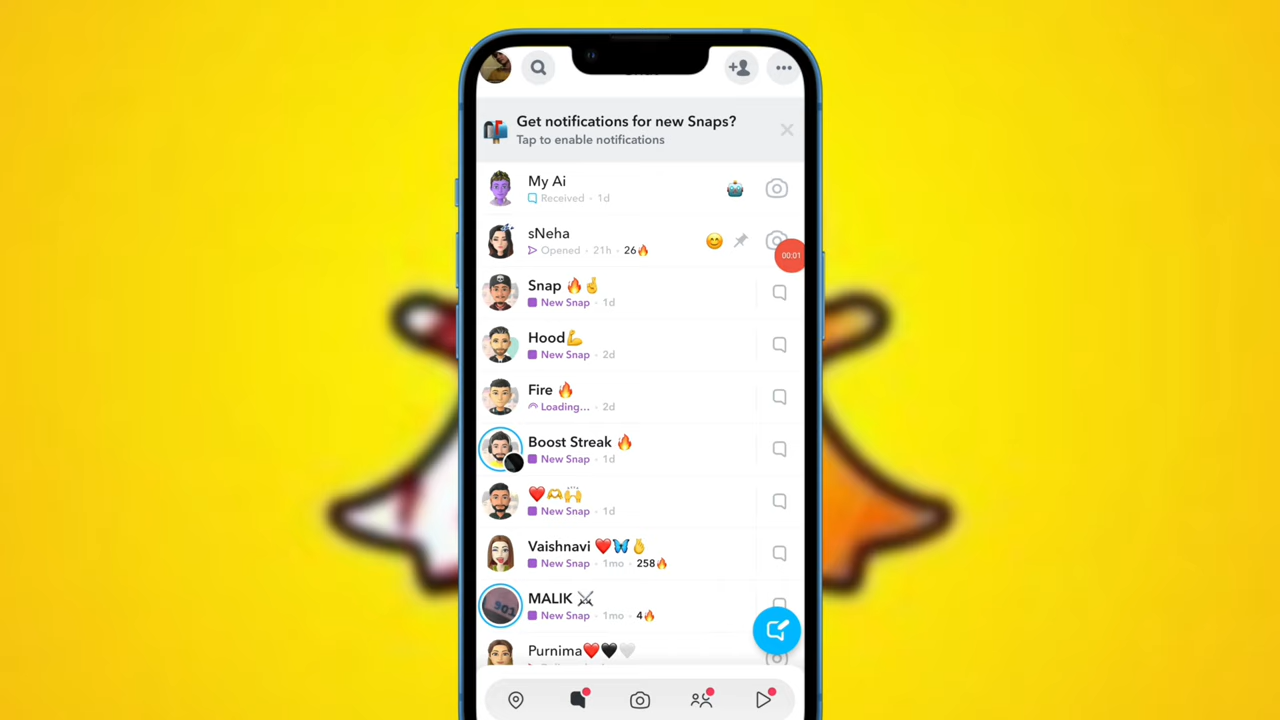 Get notifications for new Snaps?
Tap to enable notifications
My Ai
Received · 1d
sNeha
Opened · 21h · 26🔥
00:01
Snap 🔥🤞
New Snap · 1d
Hood💪
New Snap · 2d
Fire 🔥
Loading... · 2d
Boost Streak 🔥
New Snap · 1d
❤️🫶🙌
New Snap · 1d
Vaishnavi ❤️🦋🫰
New Snap · 1mo · 258🔥
MALIK ⚔
New Snap · 1mo · 4🔥
901
Purnima❤️🖤🤍